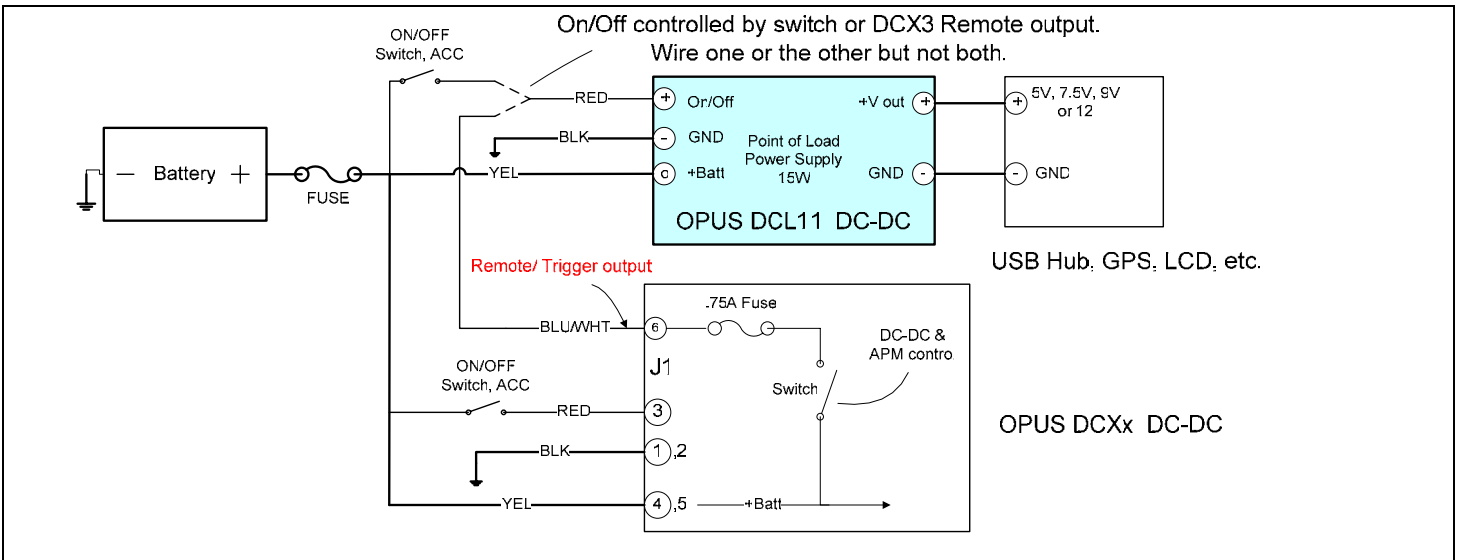 On/Off controlled by switch or DCX3 Remote output.
Wire one or the other but not both.
ON/OFF
Switch, ACC
RED
BLK
YEL
— Battery +
FUSE
+ On/Off
- GND
+Batt
Point of Load
Power Supply
15W
+V out +
GND -
OPUS DCL11 DC-DC
+ 5V, 7.5V, 9V
or 12
- GND
USB Hub, GPS, LCD, etc.
Remote/ Trigger output
BLU/WHT
6
.75A Fuse
J1
DC-DC &
APM contro
Switch
ON/OFF
Switch, ACC
RED
3
BLK
1 ,2
YEL
4 ,5
+Batt
OPUS DCXx DC-DC